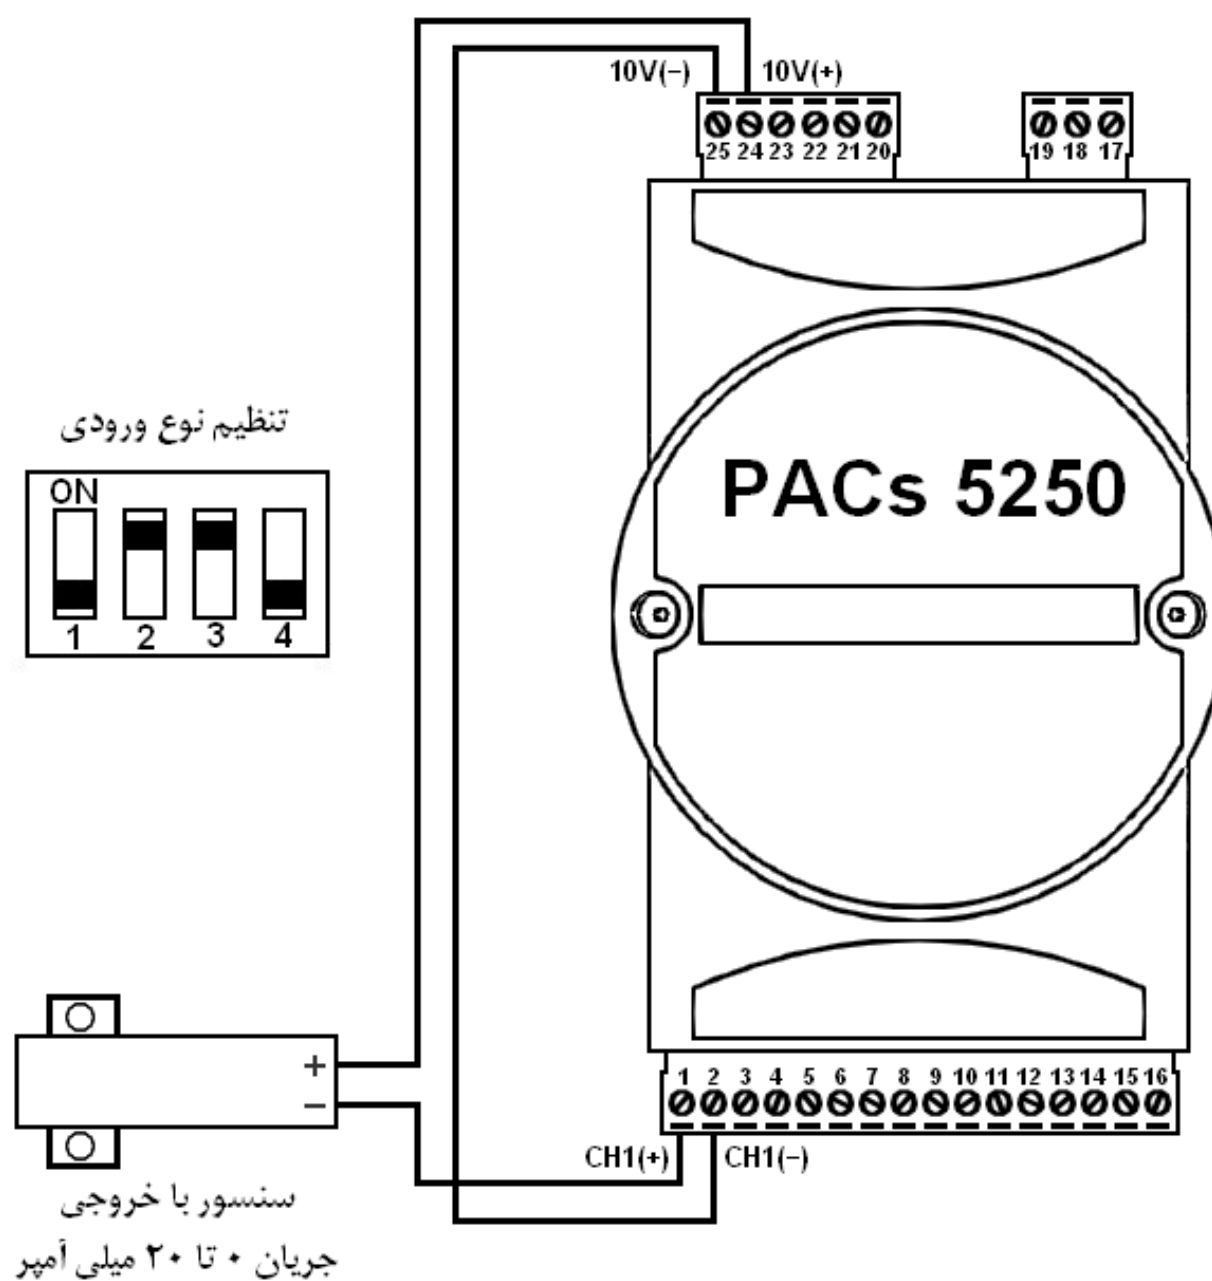 10V(−) 10V(+)
25 24 23 22 21 20
19 18 17
تنظیم نوع ورودی
ON
1 2 3 4
PACs 5250
+
−
1 2 3 4 5 6 7 8 9 10 11 12 13 14 15 16
CH1(+) CH1(−)
سنسور با خروجی
جریان ۰ تا ۲۰ میلی آمپر